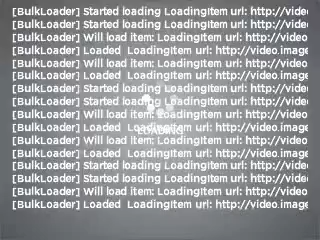 [BulkLoader] Started loading LoadingItem url: http://video
[BulkLoader] Started loading LoadingItem url: http://video
[BulkLoader] Will load item: LoadingItem url: http://video
[BulkLoader] Loaded LoadingItem url: http://video.image
[BulkLoader] Will load item: LoadingItem url: http://video
[BulkLoader] Loaded LoadingItem url: http://video.image
[BulkLoader] Started loading LoadingItem url: http://video
[BulkLoader] Started loading LoadingItem url: http://video
[BulkLoader] Will load item: LoadingItem url: http://video
[BulkLoader] Loaded LoadingItem url: http://video.image
LOADING
[BulkLoader] Will load item: LoadingItem url: http://video
[BulkLoader] Loaded LoadingItem url: http://video.image
[BulkLoader] Started loading LoadingItem url: http://video
[BulkLoader] Started loading LoadingItem url: http://video
[BulkLoader] Will load item: LoadingItem url: http://video
[BulkLoader] Loaded LoadingItem url: http://video.image